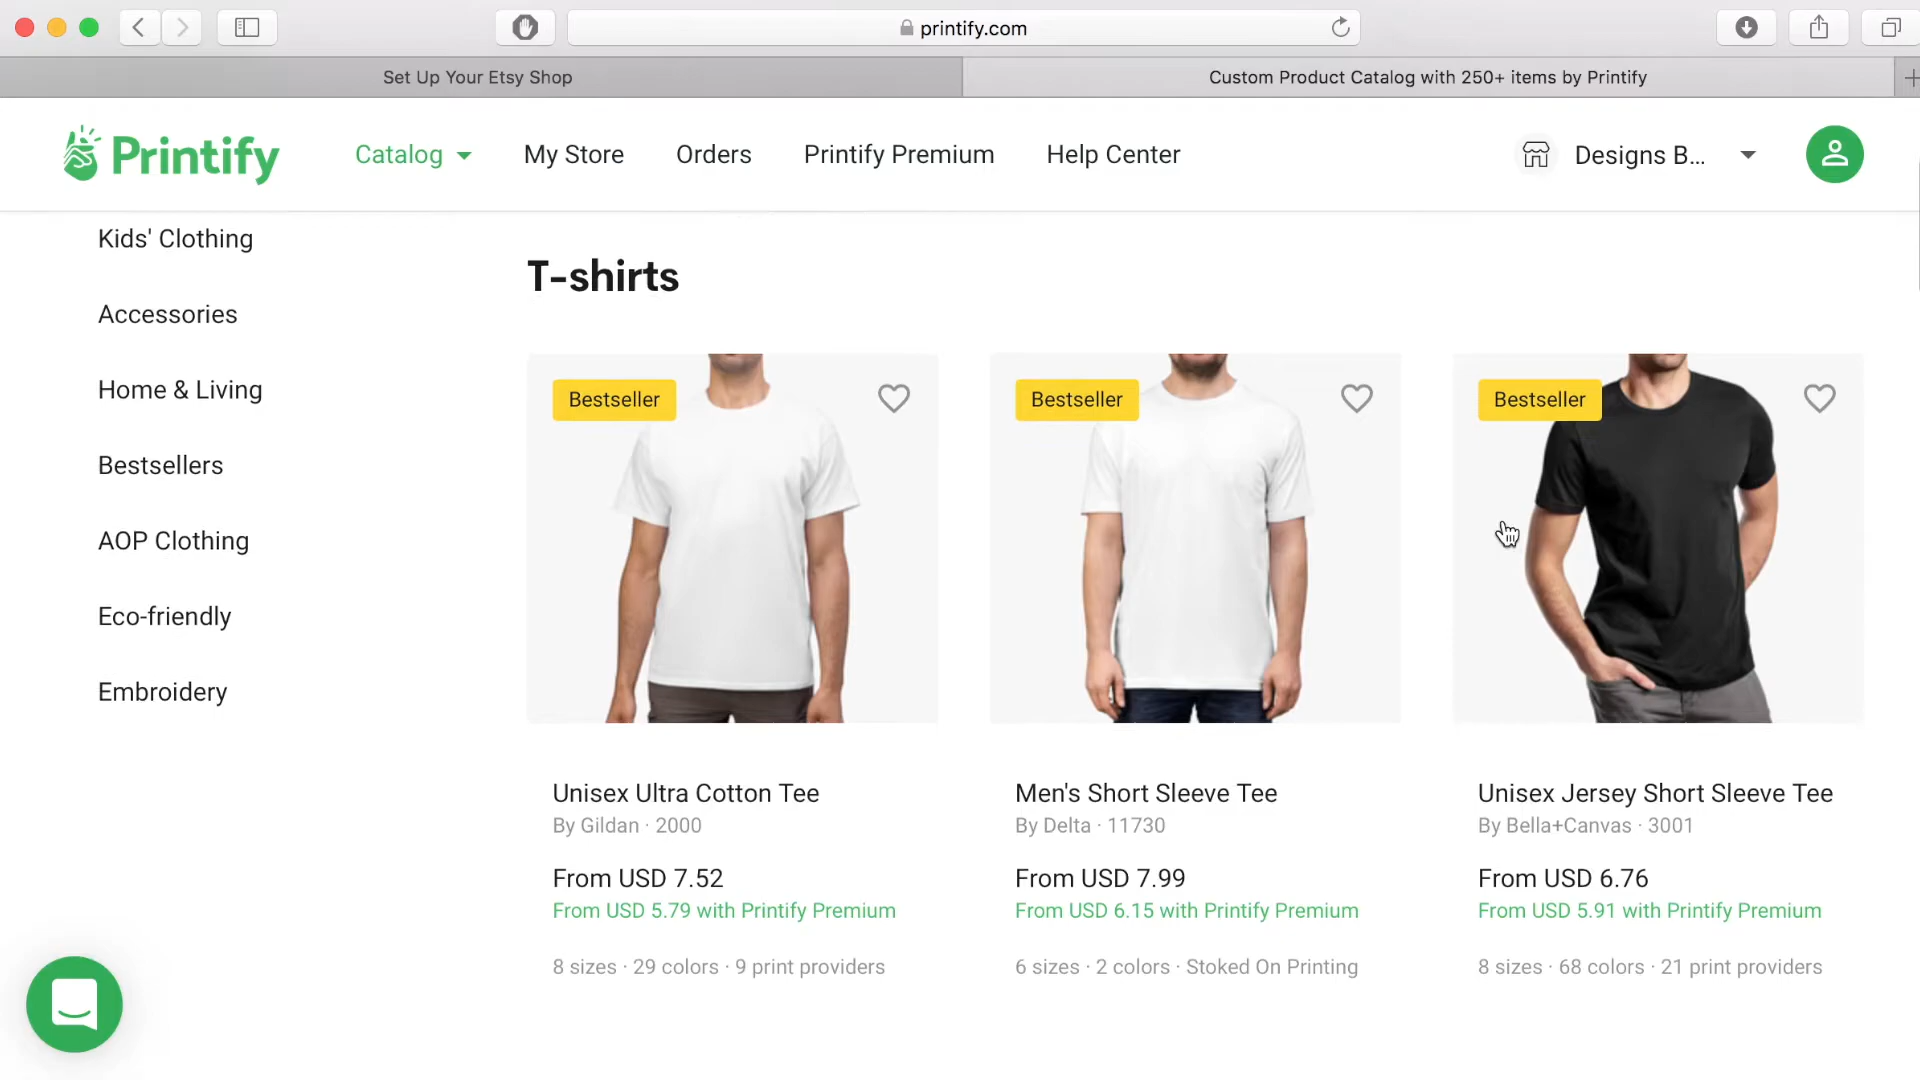 printify.com
Set Up Your Etsy Shop
Custom Product Catalog with 250+ items by Printify
Printify
Catalog
My Store
Orders
Printify Premium
Help Center
Designs B...
Kids' Clothing
Accessories
Home & Living
Bestsellers
AOP Clothing
Eco-friendly
Embroidery
T-shirts
Bestseller
Bestseller
Bestseller
Unisex Ultra Cotton Tee
By Gildan · 2000
From USD 7.52
From USD 5.79 with Printify Premium
8 sizes · 29 colors · 9 print providers
Men's Short Sleeve Tee
By Delta · 11730
From USD 7.99
From USD 6.15 with Printify Premium
6 sizes · 2 colors · Stoked On Printing
Unisex Jersey Short Sleeve Tee
By Bella+Canvas · 3001
From USD 6.76
From USD 5.91 with Printify Premium
8 sizes · 68 colors · 21 print providers